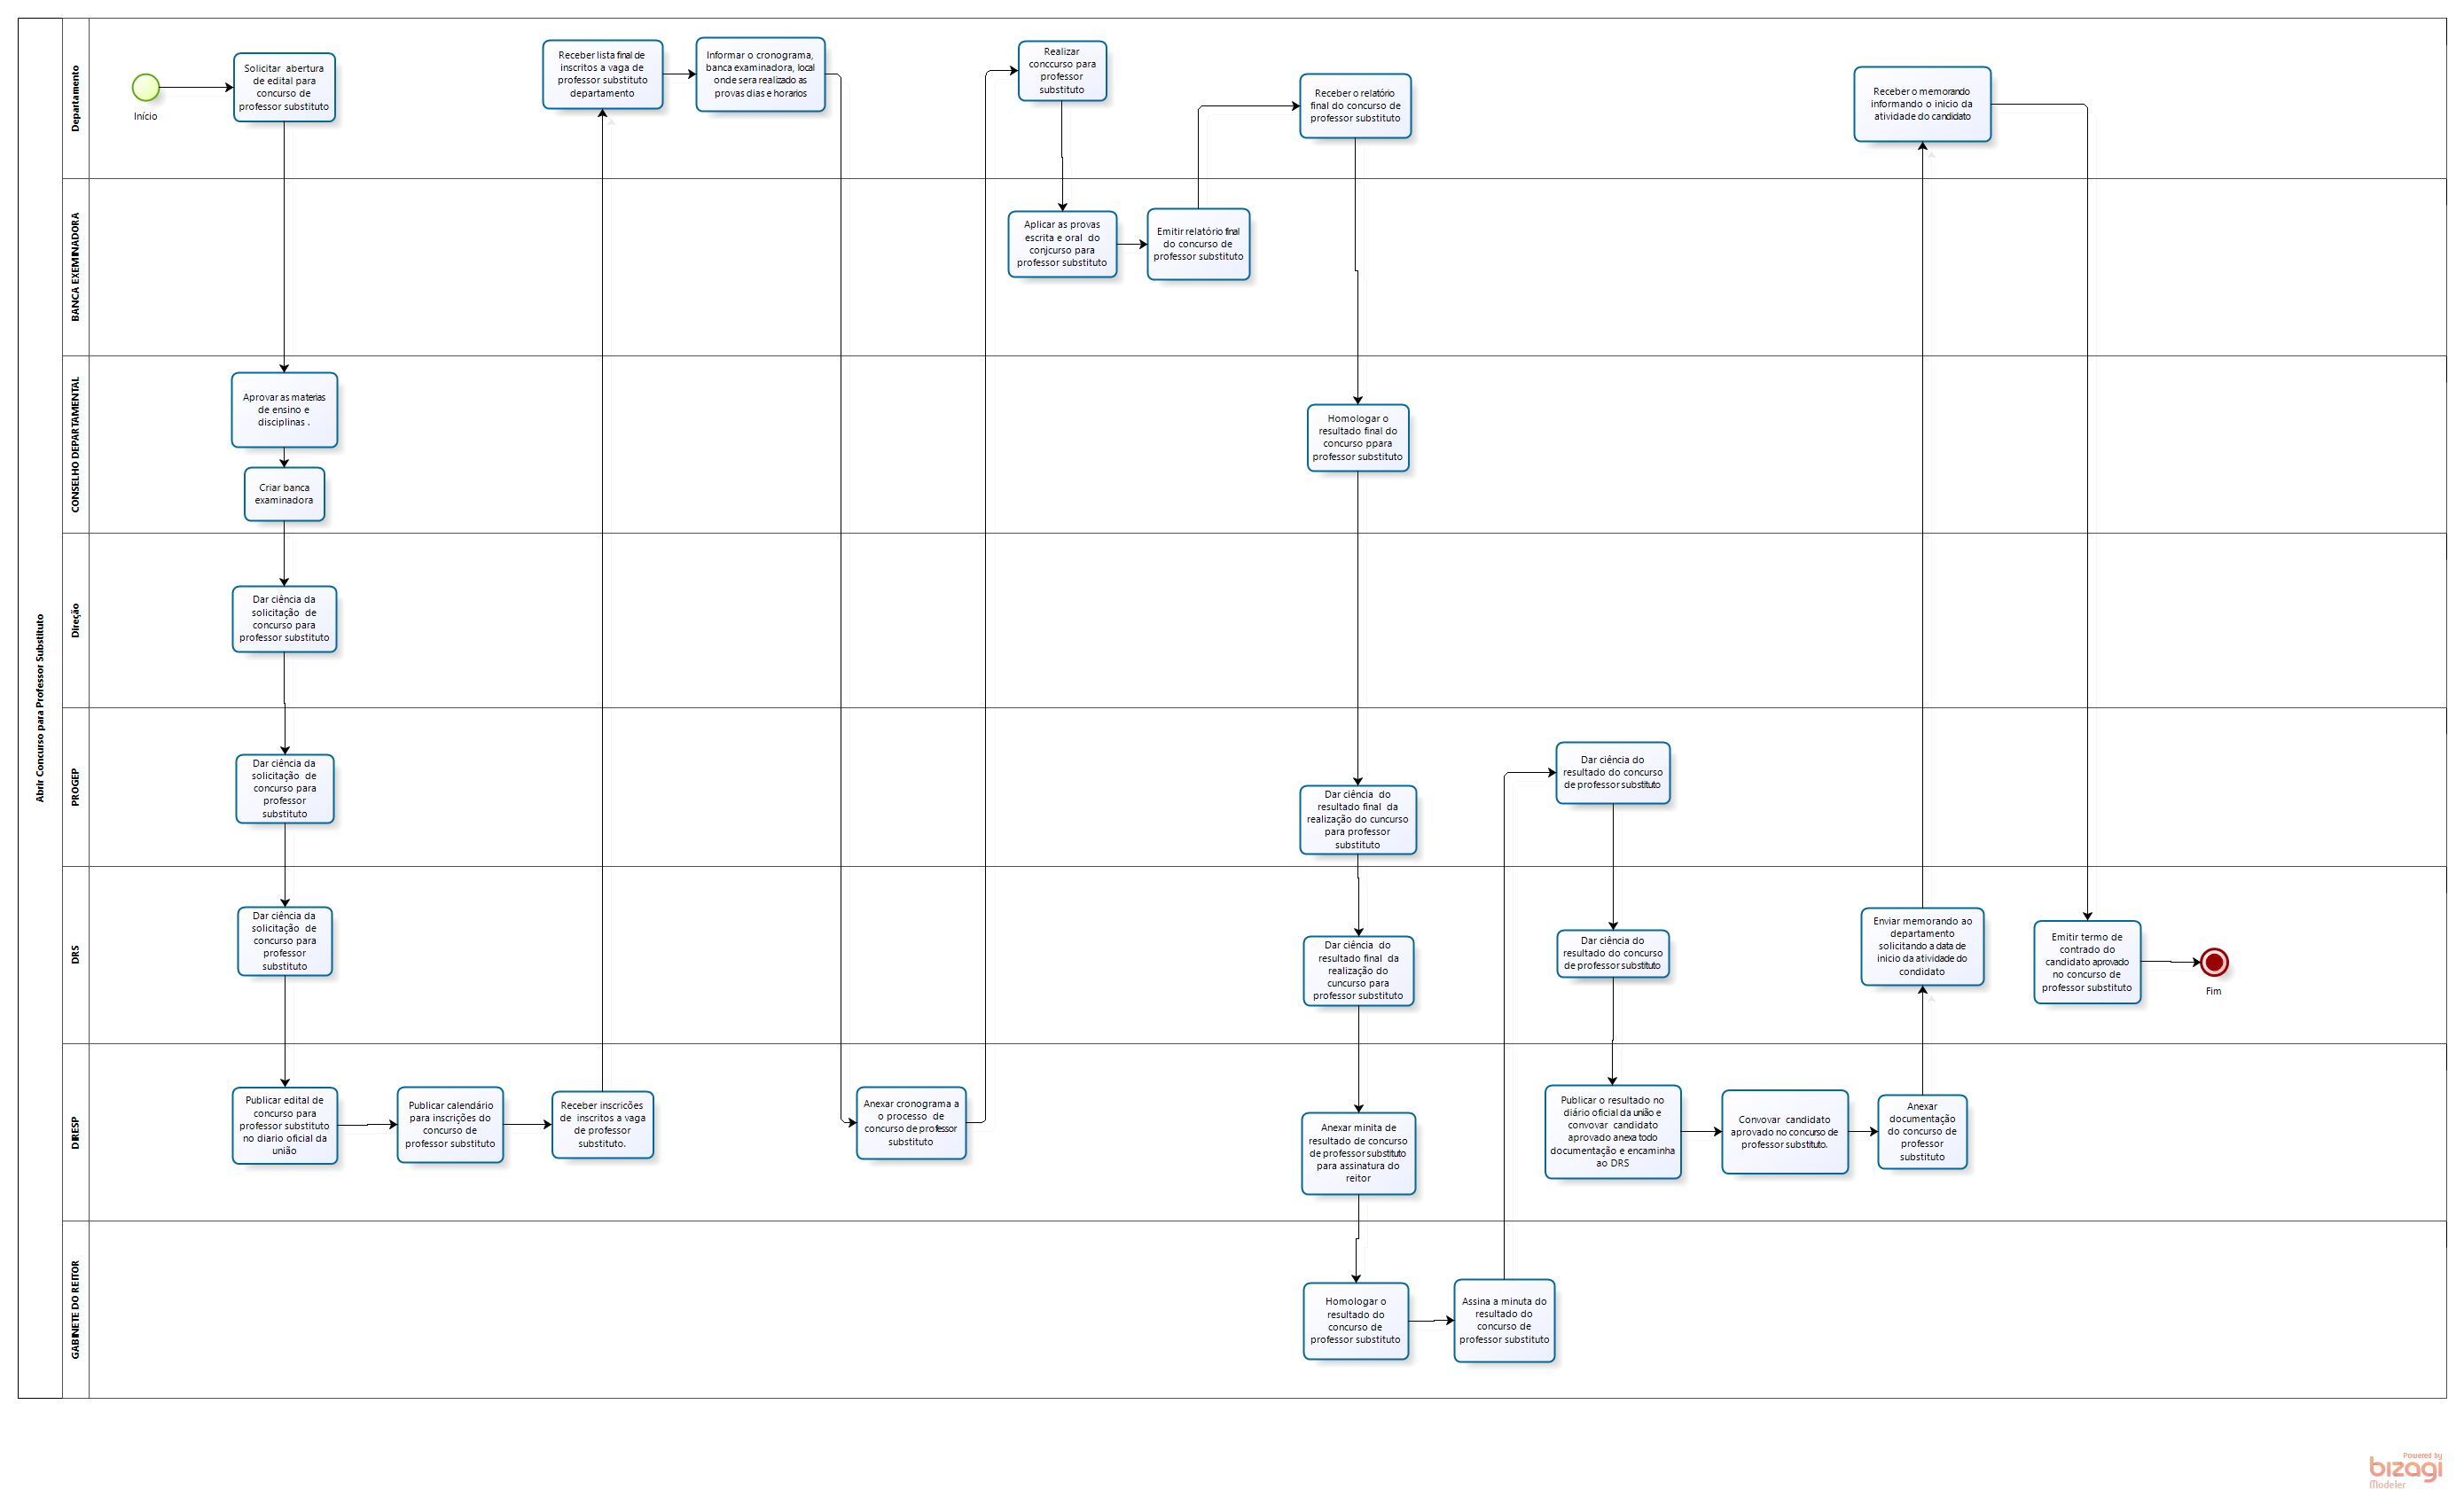 Abrir Concurso para Professor Substituto
Departamento
Início
Solicitar abertura
de edital para
concurso de
professor substituto
Receber lista final de
inscritos a vaga de
professor substituto
departamento
Informar o cronograma,
banca examinadora, local
onde sera realizado as
provas dias e horarios
Realizar
conccurso para
professor
substituto
Receber o relatório
final do concurso de
professor substituto
Receber o memorando
informando o inicio da
atividade do candidato
BANCA EXEMINADORA
Aplicar as provas
escrita e oral do
conjcurso para
professor substituto
Emitir relatório final
do concurso de
professor substituto
CONSELHO DEPARTAMENTAL
Aprovar as materias
de ensino e
disciplinas .
Criar banca
examinadora
Homologar o
resultado final do
concurso ppara
professor substituto
Direção
Dar ciência da
solicitação de
concurso para
professor substituto
PROGEP
Dar ciência da
solicitação de
concurso para
professor
substituto
Dar ciência do
resultado final da
realização do cuncurso
para professor
substituto
Dar ciência do
resultado do concurso
de professor substituto
DRS
Dar ciência da
solicitação de
concurso para
professor
substituto
Dar ciência do
resultado final da
realização do
cuncurso para
professor substituto
Dar ciência do
resultado do concurso
de professor substituto
Enviar memorando ao
departamento
solicitando a data de
inicio da atividade do
condidato
Emitir termo de
contrado do
candidato aprovado
no concurso de
professor substituto
Fim
DIRESP
Publicar edital de
concurso para
professor substituto
no diario oficial da
união
Publicar calendário
para inscrições do
concurso de
professor substituto
Receber inscricões
de inscritos a vaga
de professor
substituto.
Anexar cronograma a
o processo de
concurso de professor
substituto
Anexar minita de
resultado de concurso
de professor substituto
para assinatura do
reitor
Publicar o resultado no
diário oficial da união e
convovar candidato
aprovado anexa todo
documentação e encaminha
ao DRS
Convovar candidato
aprovado no concurso de
professor substituto.
Anexar
documentação
do concurso de
professor
substituto
GABINETE DO REITOR
Homologar o
resultado do
concurso de
professor substituto
Assina a minuta do
resultado do
concurso de
professor substituto
Powered by
bizagi
Modeler